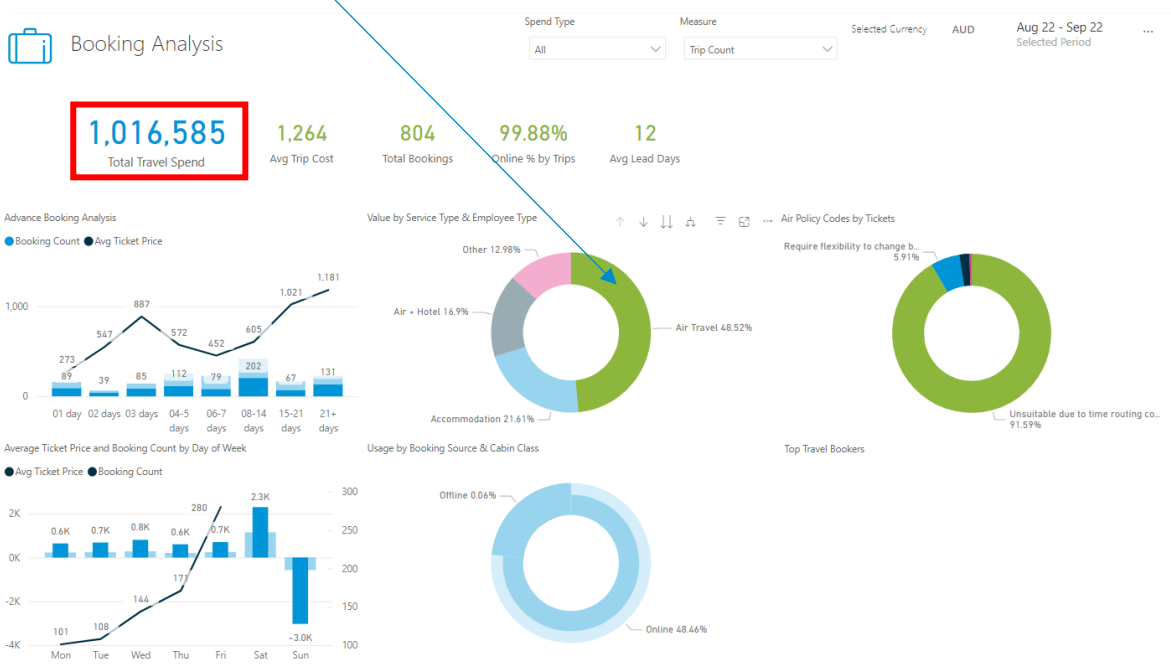 Booking Analysis
Spend Type
All
Measure
Trip Count
Selected Currency
AUD
Aug 22 - Sep 22
Selected Period
...
1,016,585
Total Travel Spend
1,264
Avg Trip Cost
804
Total Bookings
99.88%
Online % by Trips
12
Avg Lead Days
Advance Booking Analysis
Booking Count Avg Ticket Price
1,000
0
273
547
887
572
452
605
1,021
1,181
89
39
85
112
79
202
67
131
01 day
02 days
03 days
04-5 days
06-7 days
08-14 days
15-21 days
21+ days
Value by Service Type & Employee Type
Other 12.98%
Air + Hotel 16.9%
Air Travel 48.52%
Accommodation 21.61%
Air Policy Codes by Tickets
Require flexibility to change b...
5.91%
Unsuitable due to time routing co...
91.59%
Average Ticket Price and Booking Count by Day of Week
Avg Ticket Price Booking Count
2K
0K
-2K
-4K
300
250
200
150
100
0.6K
0.7K
0.8K
0.6K
0.7K
2.3K
-3.0K
101
108
144
171
280
Mon
Tue
Wed
Thu
Fri
Sat
Sun
Usage by Booking Source & Cabin Class
Offline 0.06%
Online 48.46%
Top Travel Bookers